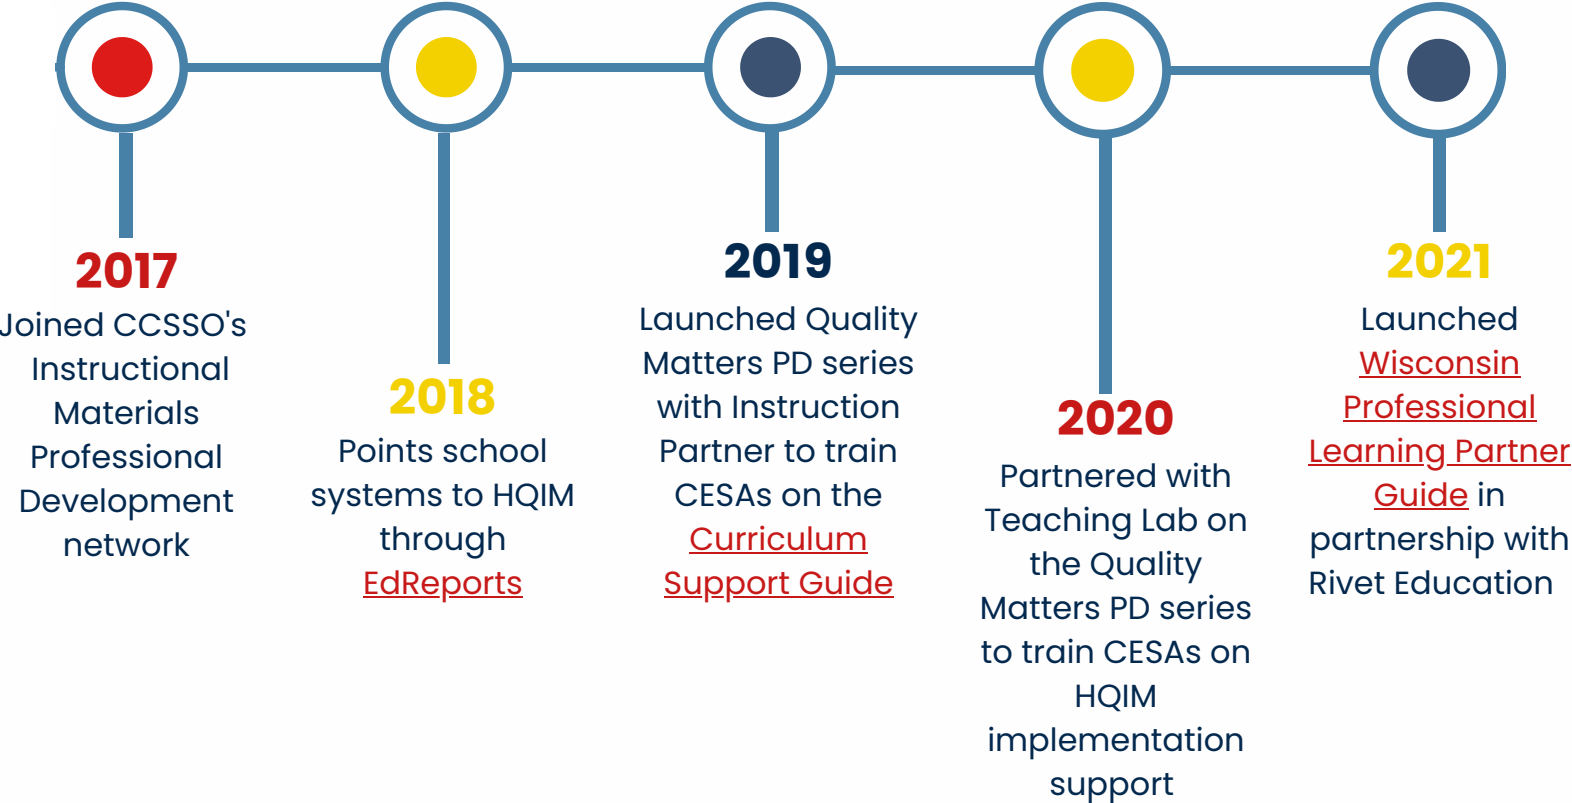 2017
Joined CCSSO's
Instructional
Materials
Professional
Development
network
2018
Points school
systems to HQIM
through
EdReports
2019
Launched Quality
Matters PD series
with Instruction
Partner to train
CESAs on the
Curriculum
Support Guide
2020
Partnered with
Teaching Lab on
the Quality
Matters PD series
to train CESAs on
HQIM
implementation
support
2021
Launched
Wisconsin
Professional
Learning Partner
Guide in
partnership with
Rivet Education